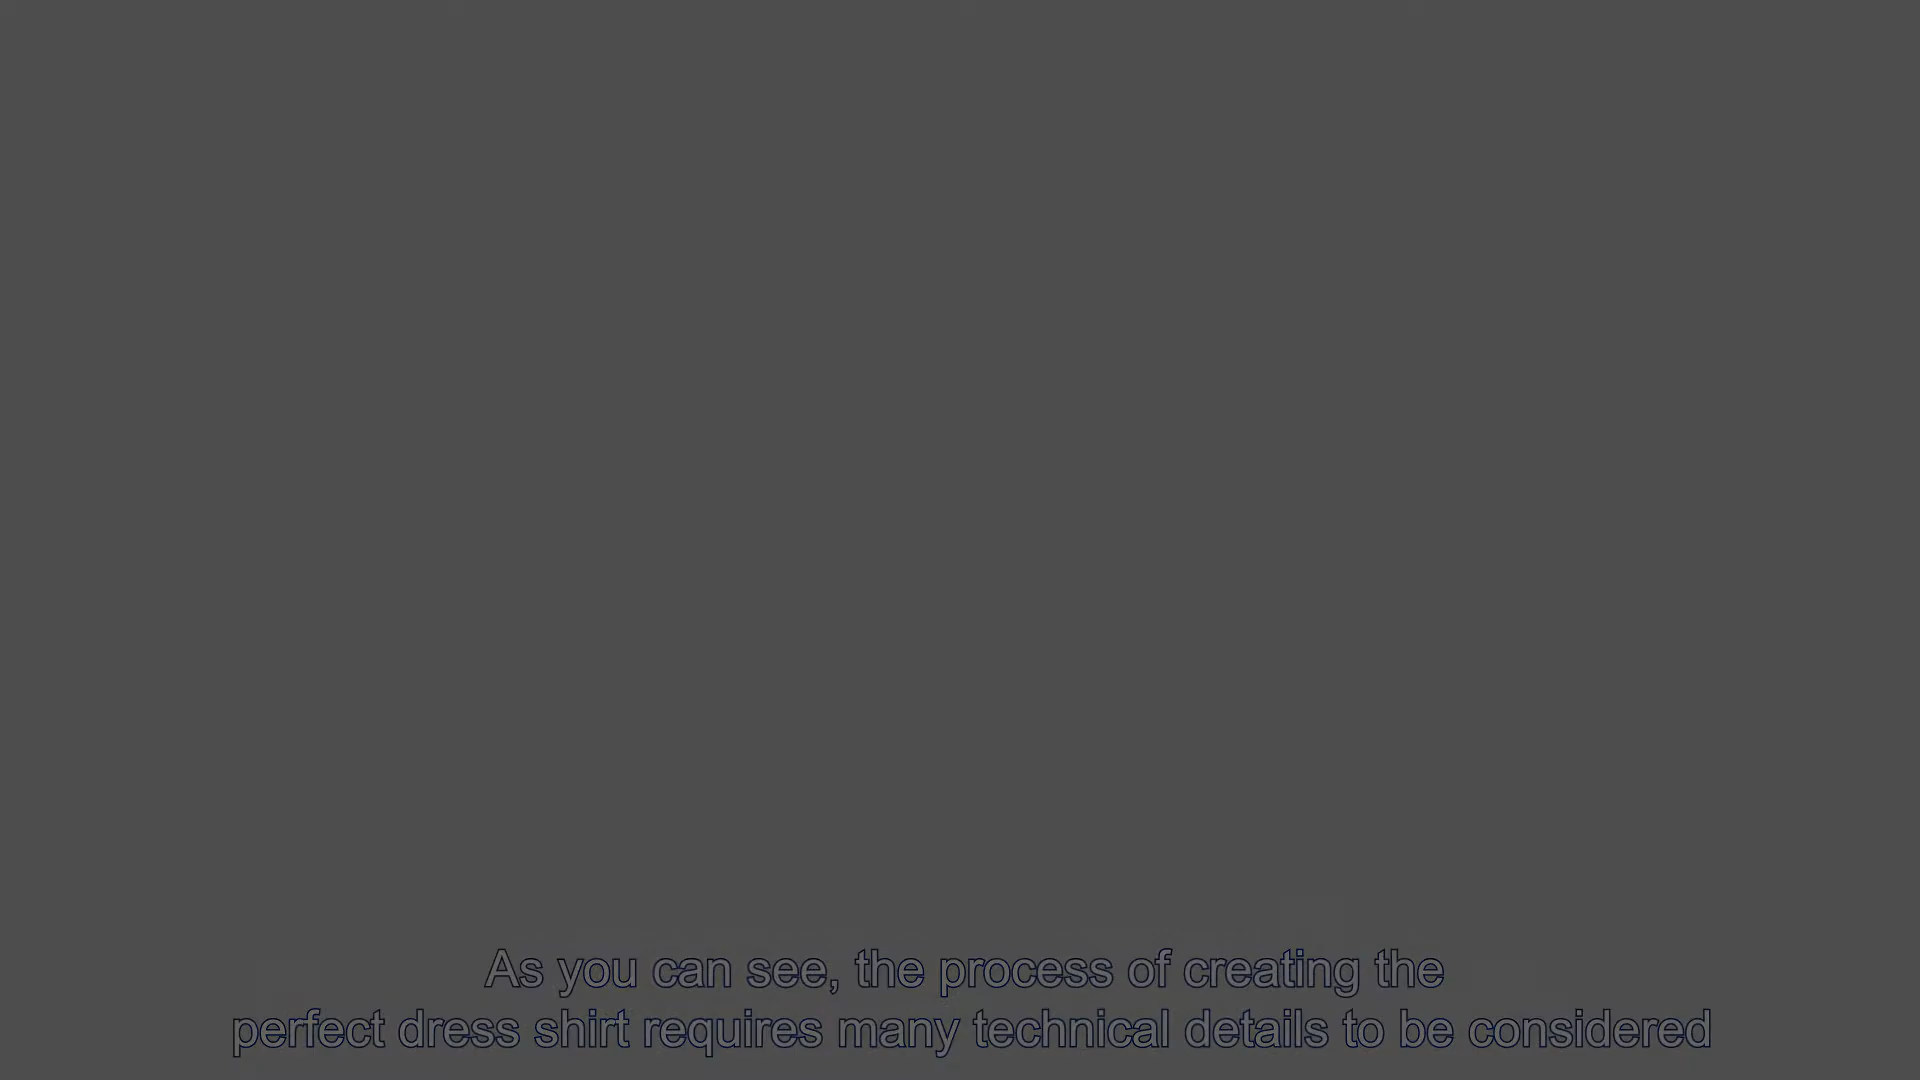 As you can see, the process of creating the
perfect dress shirt requires many technical details to be considered